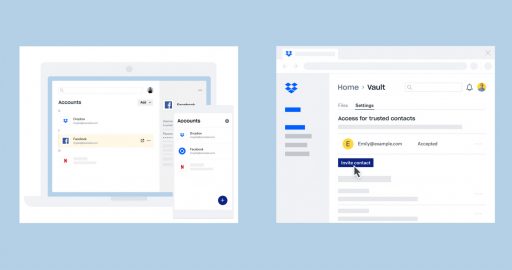 Accounts
Add
Dropbox
Facebook
Facebook
Accounts
Dropbox
Facebook
Home > Vault
Files
Settings
Access for trusted contacts
E
Emily@example.com
Accepted
Invite contact